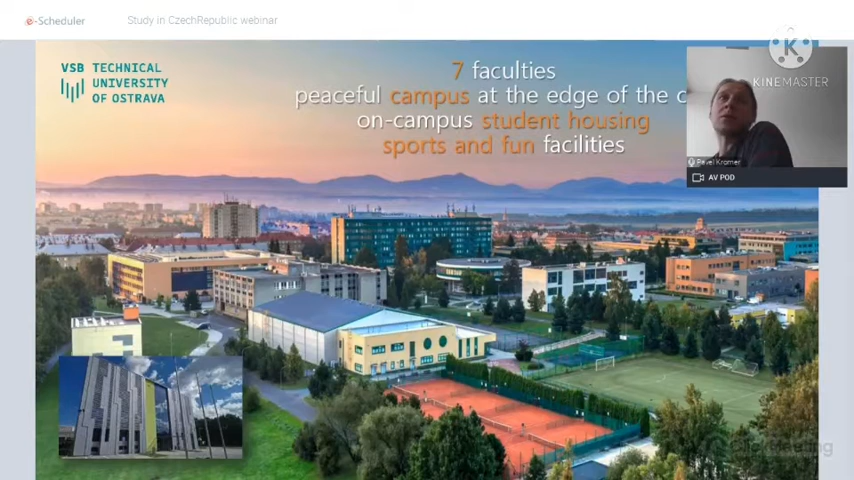 e-Scheduler
Study in CzechRepublic webinar
VSB TECHNICAL
UNIVERSITY
OF OSTRAVA
7 faculties
peaceful campus at the edge of the c
on-campus student housing
sports and fun facilities
K
KINEMASTER
Pavel Kromer
AV POD
ClickMeeting